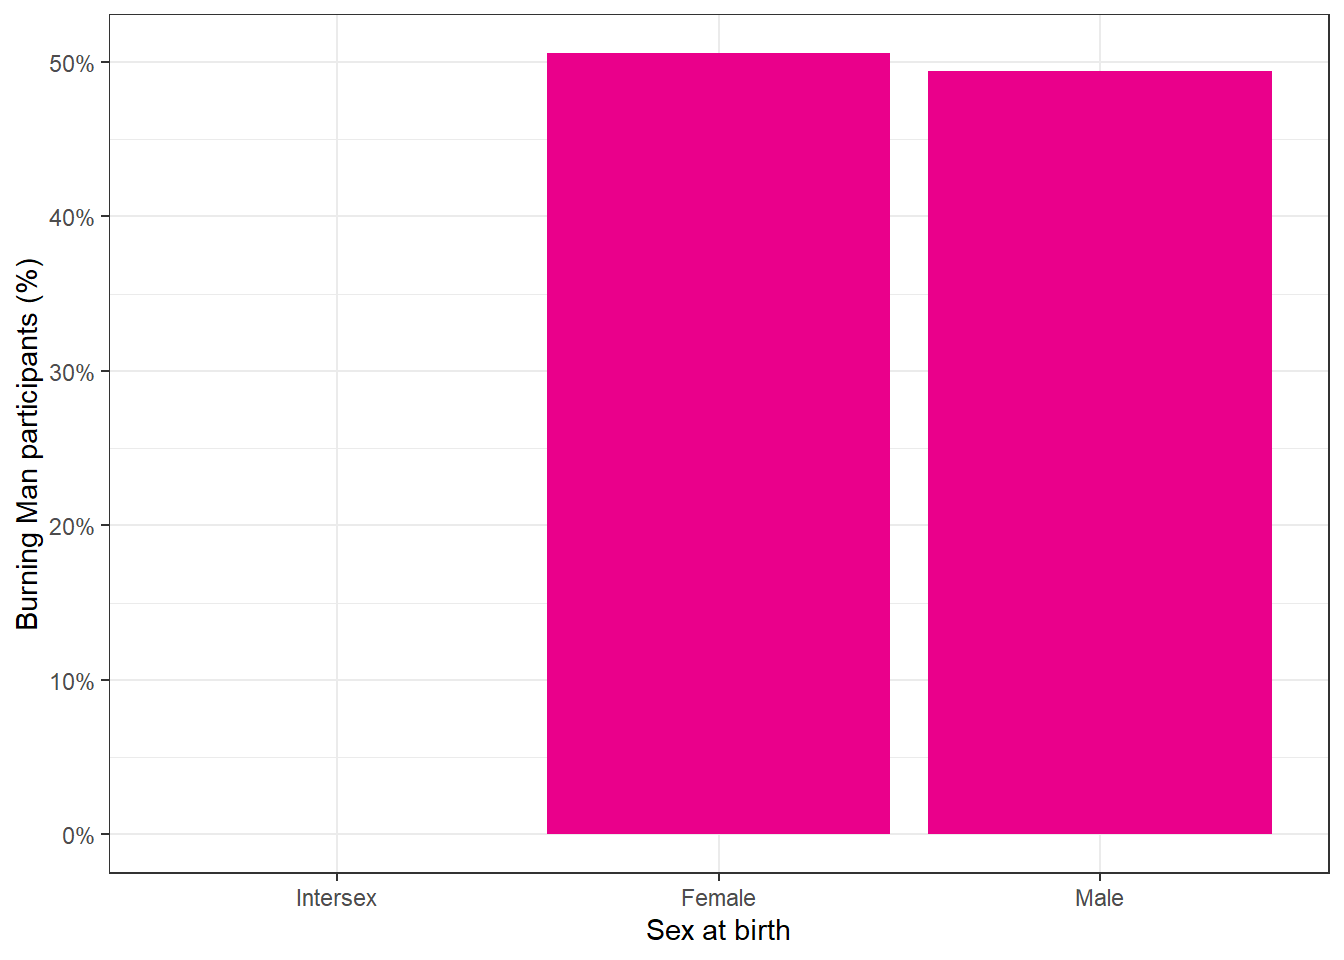 Burning Man participants (%)
50%
40%
30%
20%
10%
0%
Intersex Female Male
Sex at birth